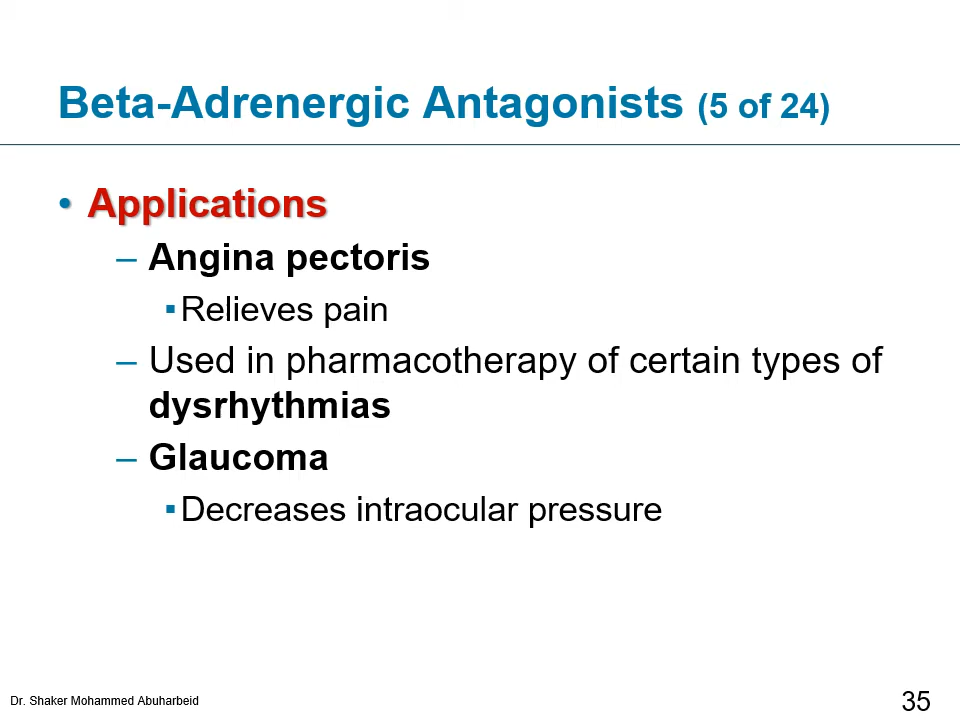 Beta-Adrenergic Antagonists (5 of 24)
• Applications
– Angina pectoris
▪ Relieves pain
– Used in pharmacotherapy of certain types of
dysrhythmias
– Glaucoma
▪ Decreases intraocular pressure
Dr. Shaker Mohammed Abuharbeid
35